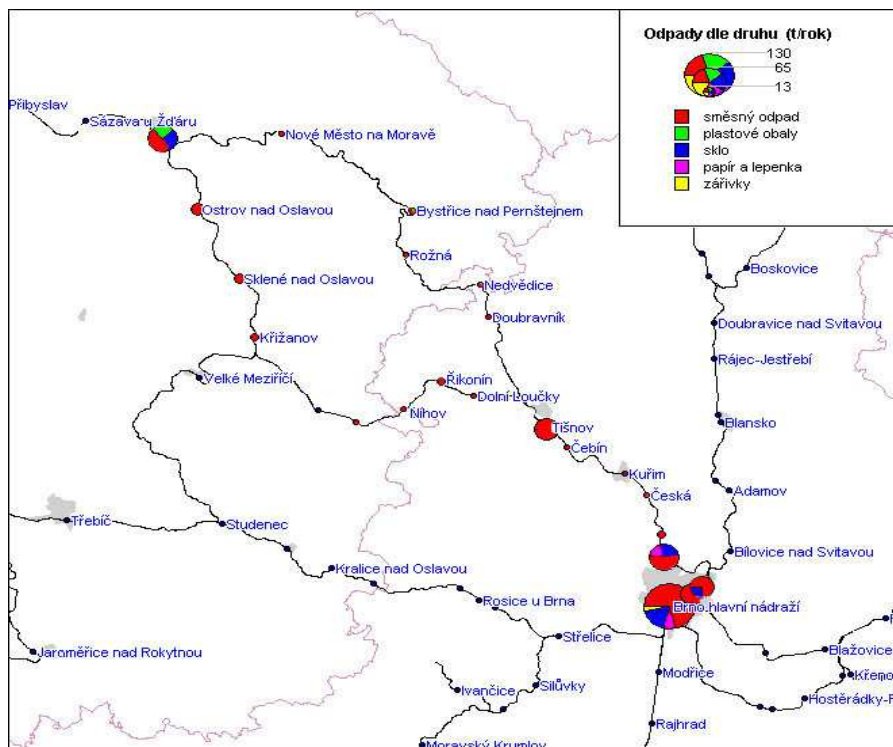 Odpady dle druhu (t/rok)
130
65
13
směsný odpad
plastové obaly
sklo
papír a lepenka
zářivky
Přibyslav
Sázava u Žďáru
Nové Město na Moravě
Ostrov nad Oslavou
Bystřice nad Pernštejnem
Rožná
Boskovice
Sklené nad Oslavou
Nedvědice
Doubravník
Doubravice nad Svitavou
Křižanov
Rájec-Jestřebí
Velké Meziříčí
Řikonín
Dolní Loučky
Níhov
Tišnov
Blansko
Čebín
Kuřim
Česká
Adamov
Třebíč
Studenec
Bílovice nad Svitavou
Kralice nad Oslavou
Rosice u Brna
Brno hlavní nádraží
Střelice
Jaroměřice nad Rokytnou
Blažovice
Modřice
Křeno
Silůvky
Ivančice
Hostěrádky-R
Rajhrad
Moravský Krumlov